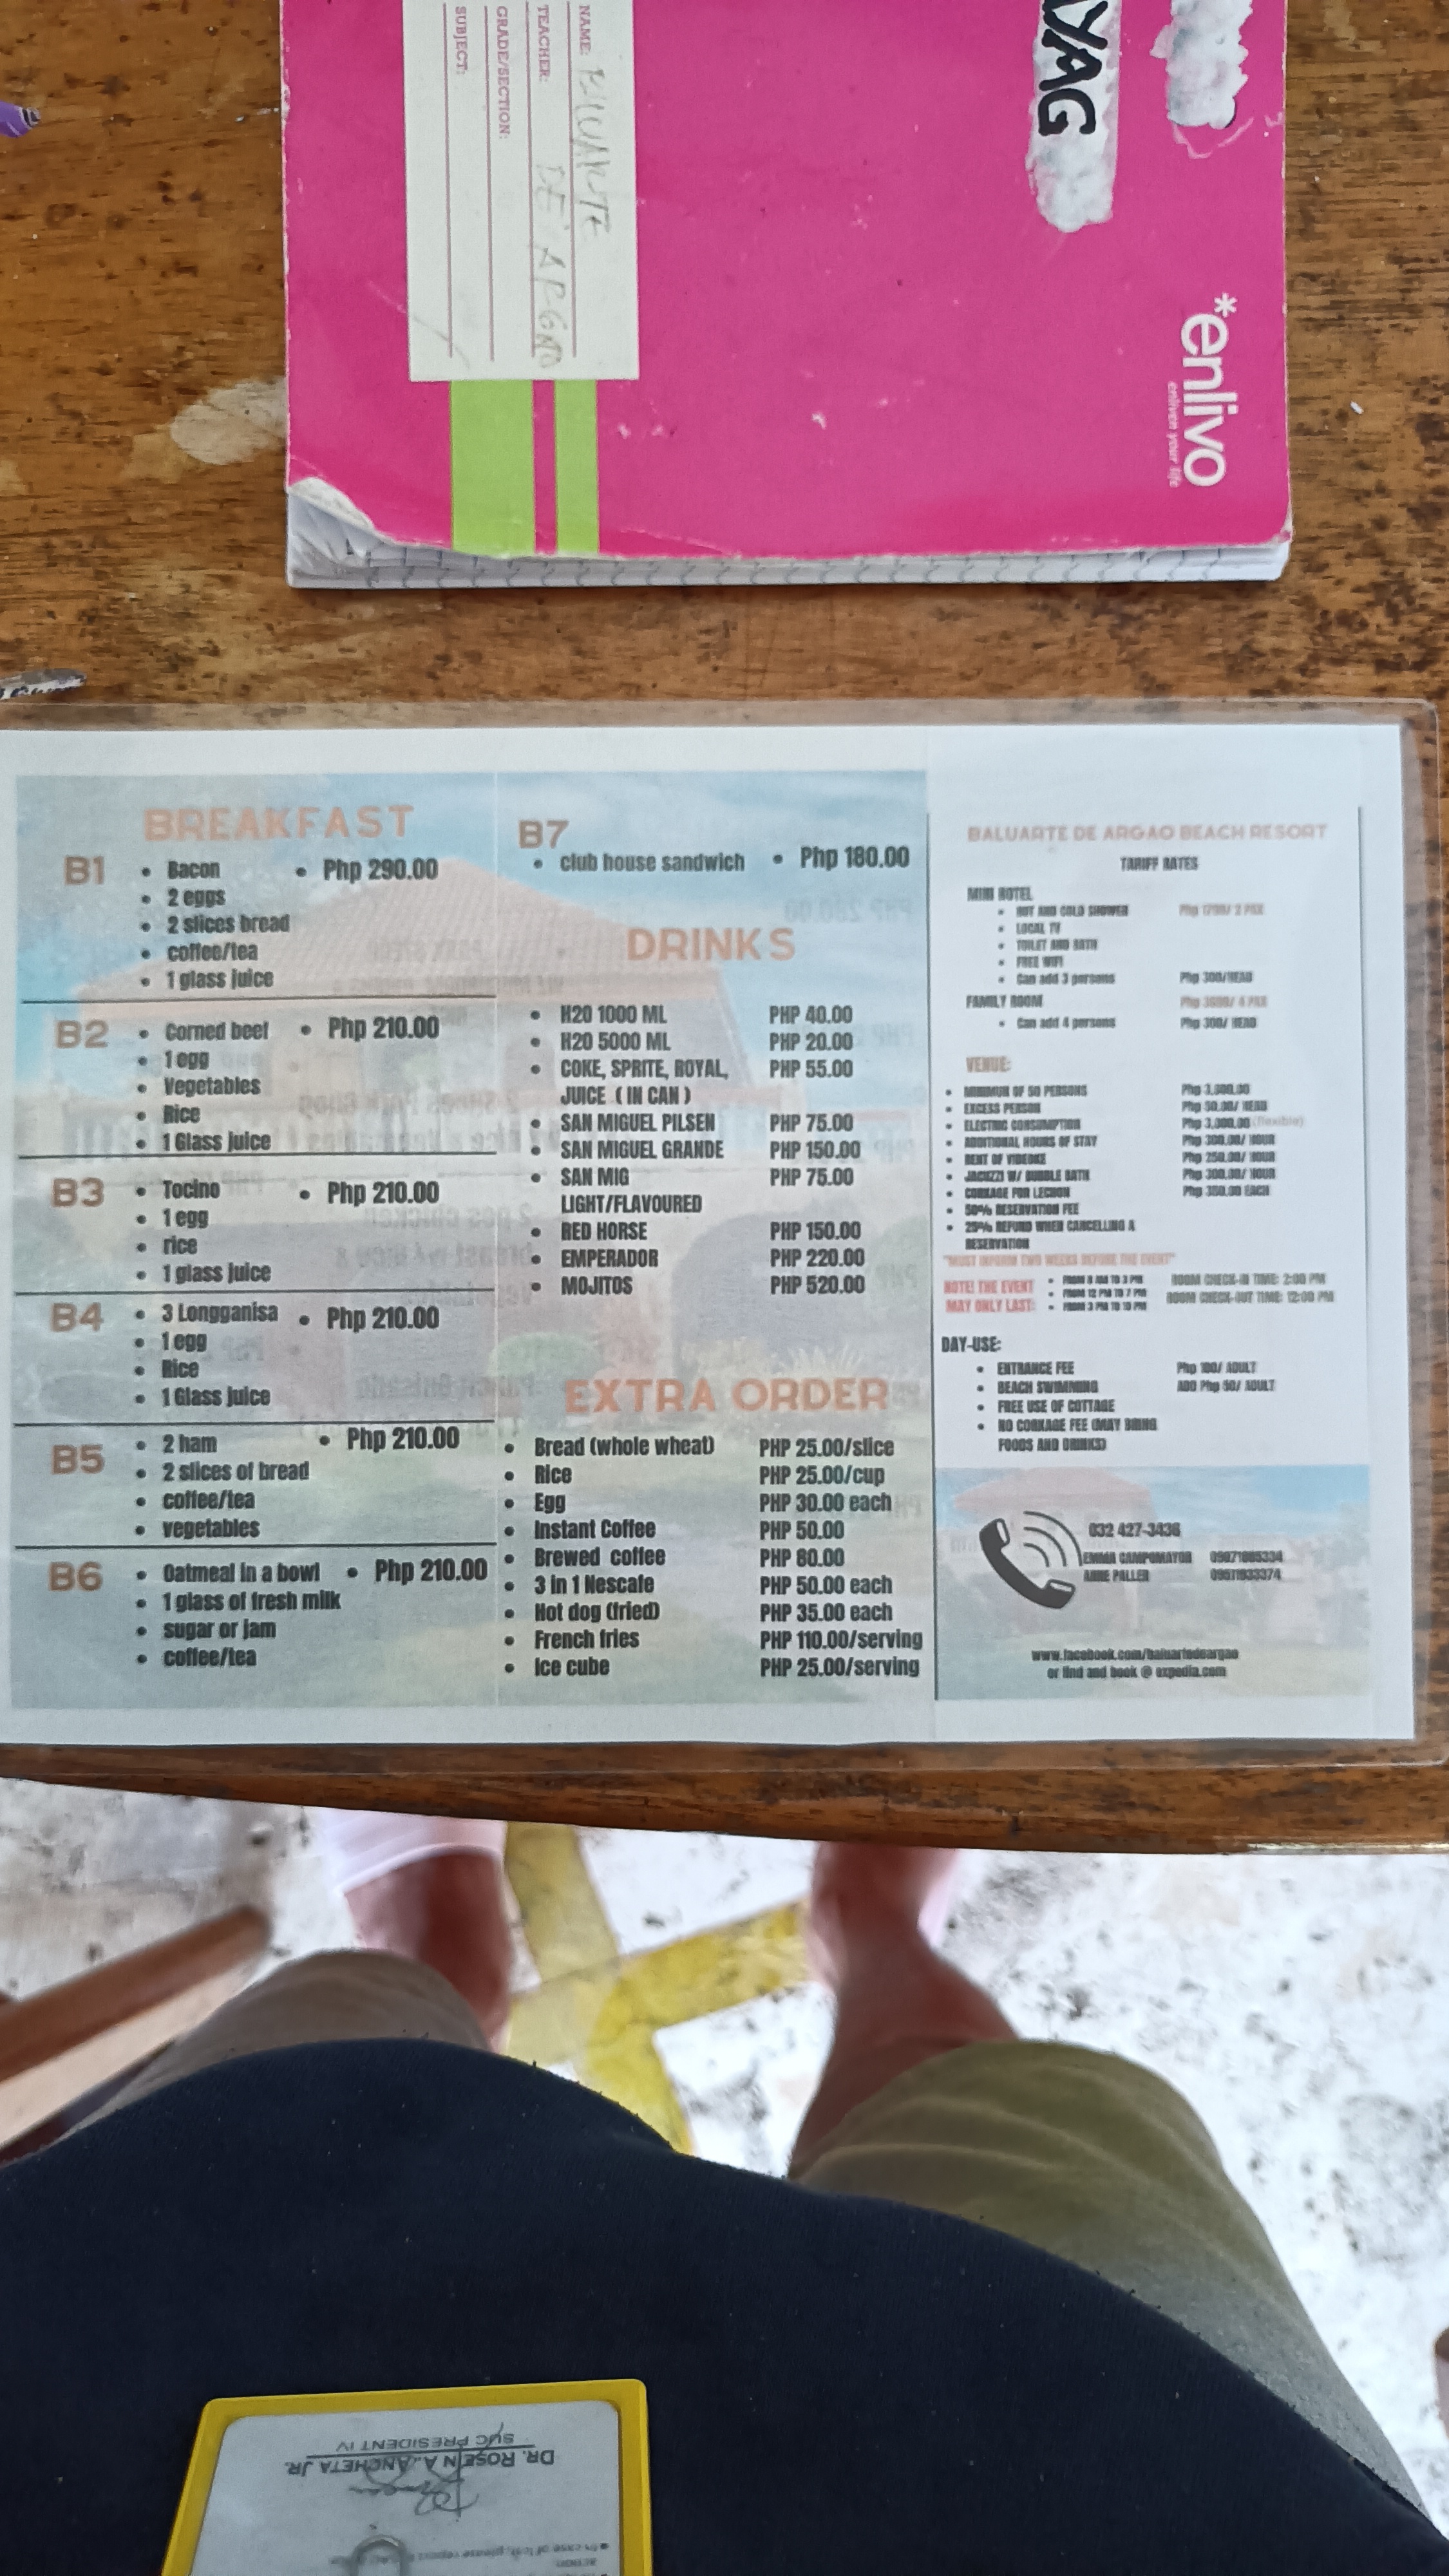 NAME:
TEACHER: DE ARGAO
GRADE/SECTION:
SUBJECT:
YAG
*enlivo
enliven your life
BREAKFAST
B1
• Bacon • Php 290.00
• 2 eggs
• 2 slices bread
• coffee/tea
• 1 glass juice
B2
• Corned beef • Php 210.00
• 1 egg
• Vegetables
• Rice
• 1 Glass juice
B3
• Tocino • Php 210.00
• 1 egg
• rice
• 1 glass juice
B4
• 3 Longganisa • Php 210.00
• 1 egg
• Rice
• 1 Glass juice
B5
• 2 ham • Php 210.00
• 2 slices of bread
• coffee/tea
• vegetables
B6
• Oatmeal in a bowl • Php 210.00
• 1 glass of fresh milk
• sugar or jam
• coffee/tea
B7
• club house sandwich • Php 180.00
DRINKS
• H20 1000 ML PHP 40.00
• H20 5000 ML PHP 20.00
• COKE, SPRITE, ROYAL, PHP 55.00
JUICE ( IN CAN )
• SAN MIGUEL PILSEN PHP 75.00
• SAN MIGUEL GRANDE PHP 150.00
• SAN MIG PHP 75.00
LIGHT/FLAVOURED
• RED HORSE PHP 150.00
• EMPERADOR PHP 220.00
• MOJITOS PHP 520.00
EXTRA ORDER
• Bread (whole wheat) PHP 25.00/slice
• Rice PHP 25.00/cup
• Egg PHP 30.00 each
• Instant Coffee PHP 50.00
• Brewed coffee PHP 80.00
• 3 in 1 Nescafe PHP 50.00 each
• Hot dog (fried) PHP 35.00 each
• French fries PHP 110.00/serving
• Ice cube PHP 25.00/serving
BALUARTE DE ARGAO BEACH RESORT
TARIFF RATES
MINI HOTEL
• HOT AND COLD SHOWER
• LOCAL TV
• TOILET AND BATH
• FREE WIFI
• Can add 3 persons Php 300/HEAD
FAMILY ROOM
• Can add 4 persons Php 300/ HEAD
VENUE:
• MINIMUM OF 50 PERSONS Php 3,500.00
• EXCESS PERSON Php 50.00/ HEAD
• ELECTRIC CONSUMPTION Php 3,000.00 (flexible)
• ADDITIONAL HOURS OF STAY Php 300.00/ HOUR
• RENT OF VIDEOKE Php 250.00/ HOUR
• JACUZZI W/ BUBBLE BATH Php 300.00/ HOUR
• CORKAGE FOR LECHON Php 350.00 EACH
• 50% RESERVATION FEE
• 25% REFUND WHEN CANCELLING A
RESERVATION
"MUST INFORM TWO WEEKS BEFORE THE EVENT"
NOTE! THE EVENT
MAY ONLY LAST:
• FROM 8 AM TO 3 PM
• FROM 12 PM TO 7 PM
• FROM 3 PM TO 10 PM
ROOM CHECK-IN TIME: 2:00 PM
ROOM CHECK-OUT TIME: 12:00 PM
DAY-USE:
• ENTRANCE FEE Php 100/ ADULT
• BEACH SWIMMING ADD Php 50/ ADULT
• FREE USE OF COTTAGE
• NO CORKAGE FEE (MAY BRING
FOODS AND DRINKS)
032 427-3436
EMMA CAMPOMAYOR
ANNE PALLER
www.facebook.com/baluartedeargao
or find and book @ expedia.com
DR. ROSEIN A. ANCHETA JR.
SUC PRESIDENT IV
In case of loss, please report